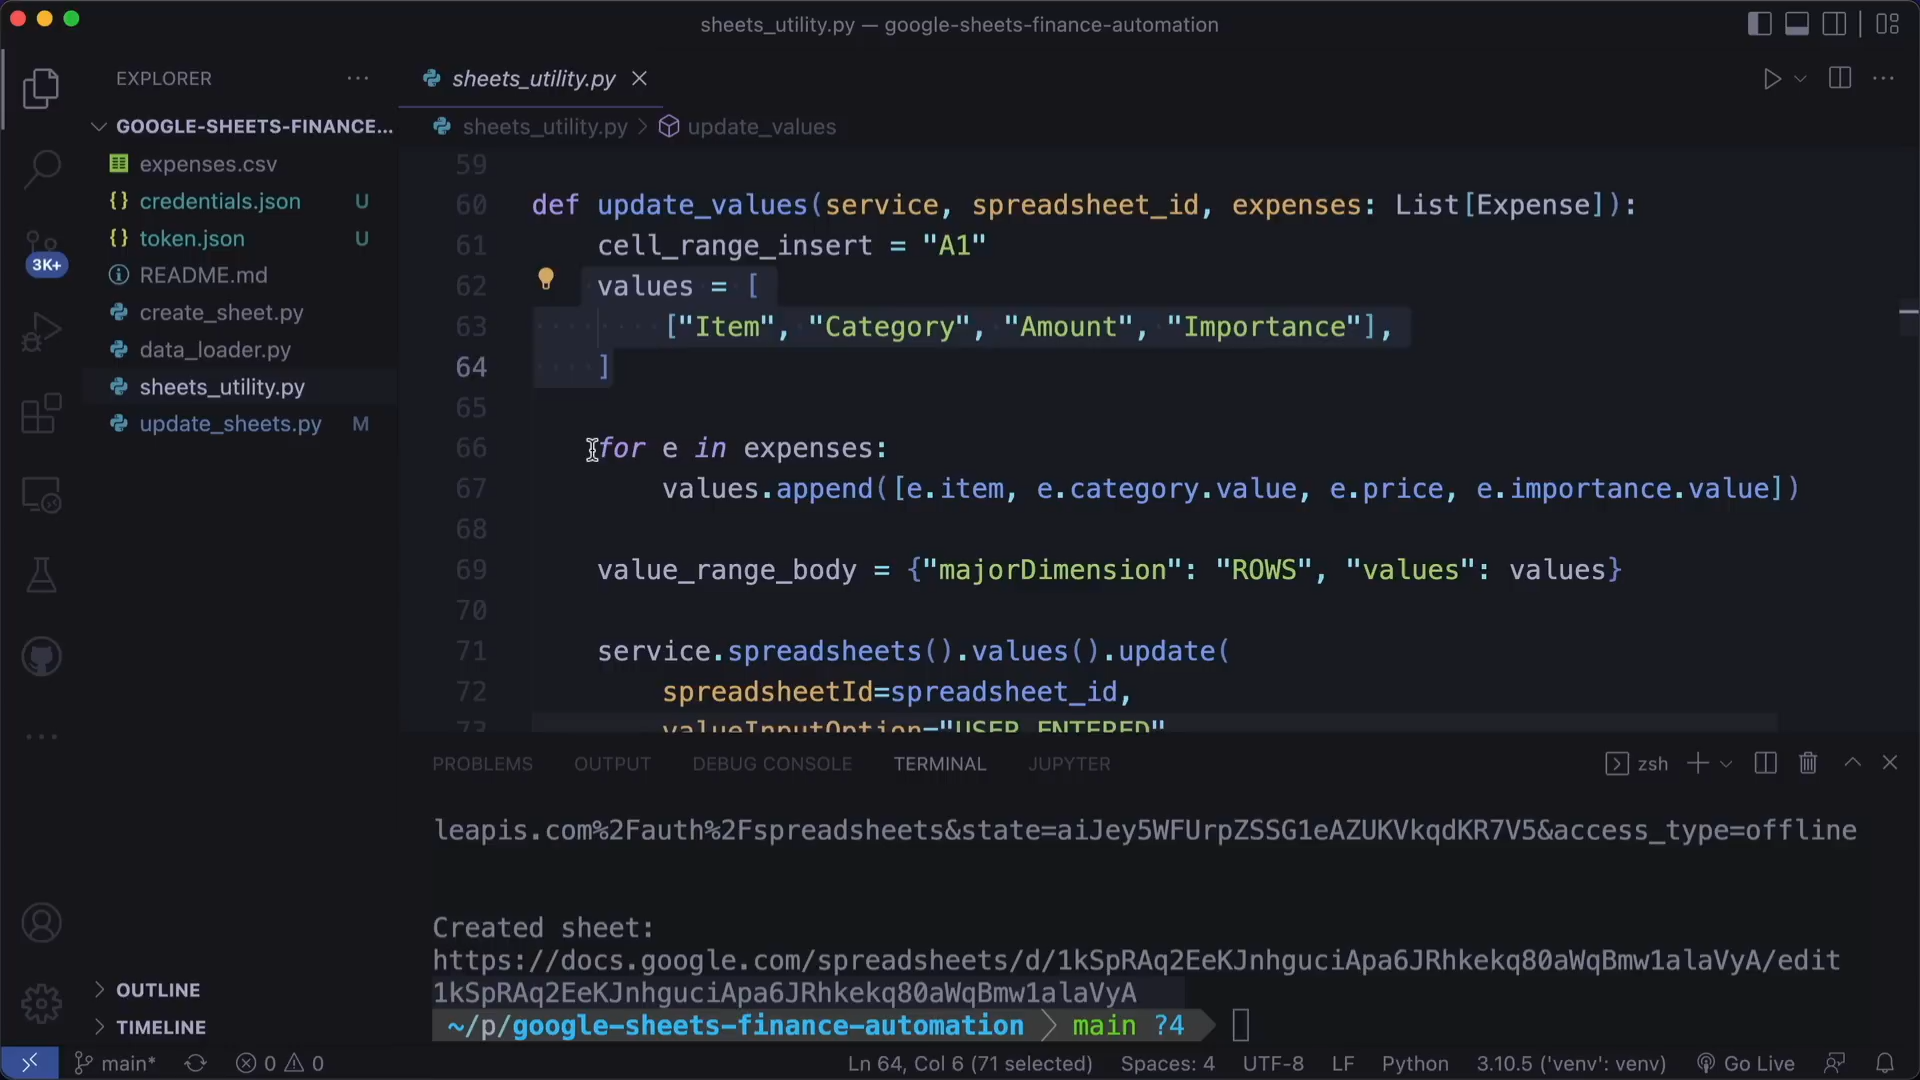 sheets_utility.py — google-sheets-finance-automation
EXPLORER
GOOGLE-SHEETS-FINANCE...
expenses.csv
{} credentials.json U
{} token.json U
README.md
create_sheet.py
data_loader.py
sheets_utility.py
update_sheets.py M
3K+
OUTLINE
TIMELINE
sheets_utility.py
sheets_utility.py > update_values
59
60 def update_values(service, spreadsheet_id, expenses: List[Expense]):
61 cell_range_insert = "A1"
62 values = [
63 ["Item", "Category", "Amount", "Importance"],
64 ]
65
66 for e in expenses:
67 values.append([e.item, e.category.value, e.price, e.importance.value])
68
69 value_range_body = {"majorDimension": "ROWS", "values": values}
70
71 service.spreadsheets().values().update(
72 spreadsheetId=spreadsheet_id,
73 valueInputOption="USER_ENTERED"
PROBLEMS OUTPUT DEBUG CONSOLE TERMINAL JUPYTER zsh
leapis.com%2Fauth%2Fspreadsheets&state=aiJey5WFUrpZSSG1eAZUKVkqdKR7V5&access_type=offline
Created sheet:
https://docs.google.com/spreadsheets/d/1kSpRAq2EeKJnhguciApa6JRhkekq80aWqBmw1alaVyA/edit
1kSpRAq2EeKJnhguciApa6JRhkekq80aWqBmw1alaVyA
~/p/google-sheets-finance-automation main ?4
main* 0 0 Ln 64, Col 6 (71 selected) Spaces: 4 UTF-8 LF Python 3.10.5 ('venv': venv) Go Live